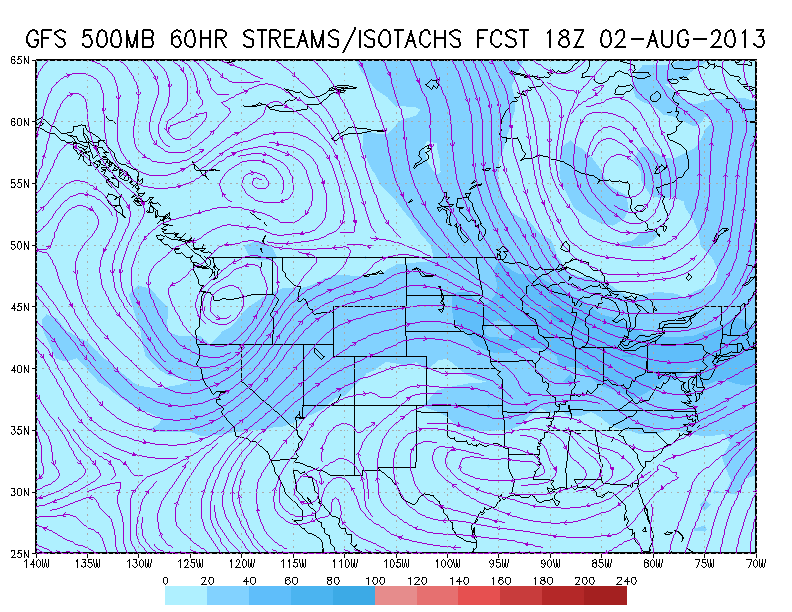 GFS 500MB 60HR STREAMS/ISOTACHS FCST 18Z 02-AUG-2013
65N
60N
55N
50N
45N
40N
35N
30N
25N
140W 135W 130W 125W 120W 115W 110W 105W 100W 95W 90W 85W 80W 75W 70W
0 20 40 60 80 100 120 140 160 180 200 240